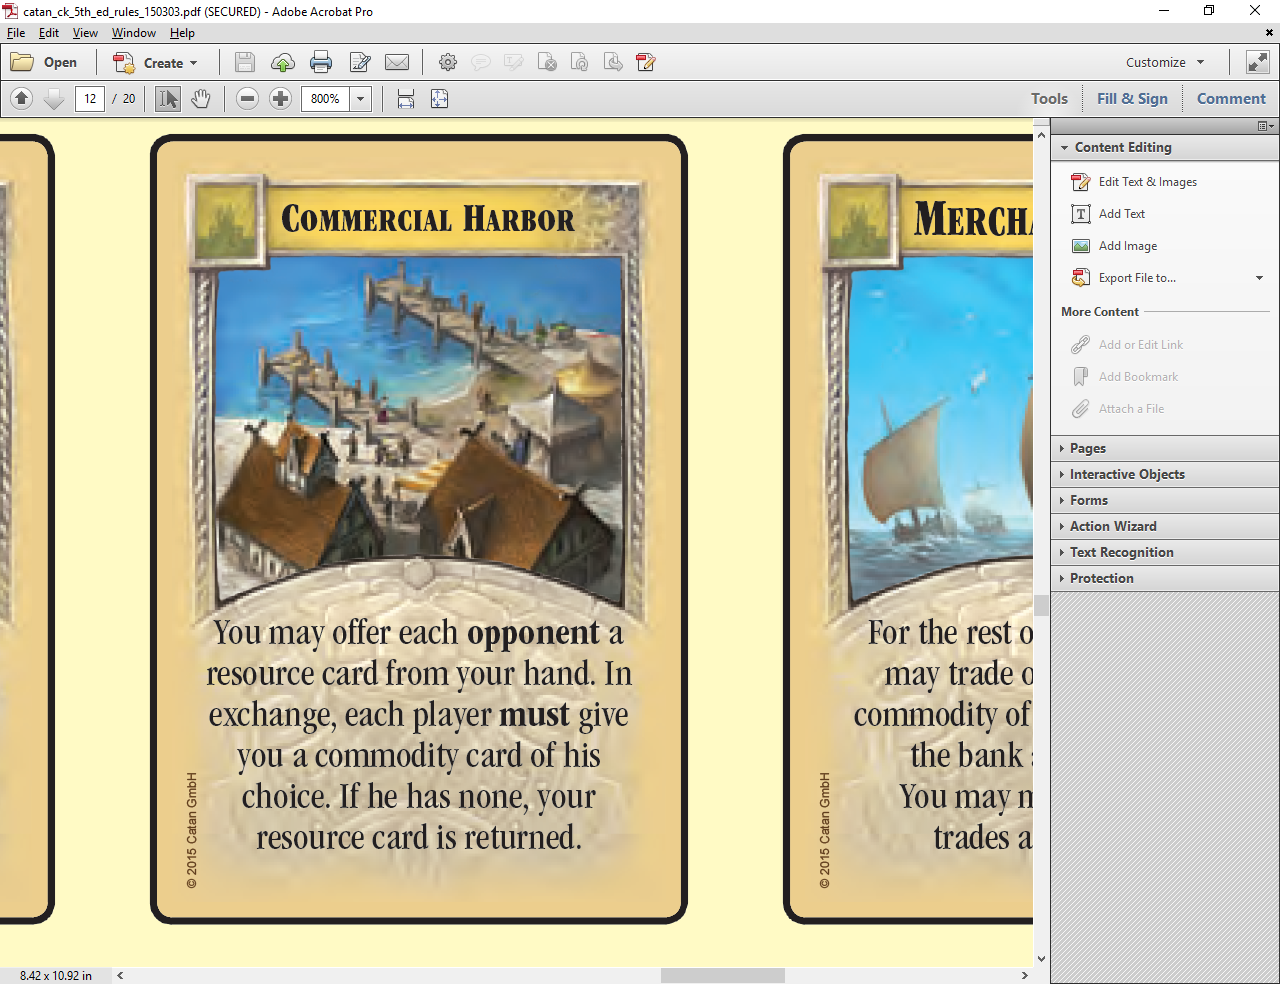 catan_ck_5th_ed_rules_150303.pdf (SECURED) - Adobe Acrobat Pro
File Edit View Window Help
Open Create Customize
12 / 20 800% Tools Fill & Sign Comment
COMMERCIAL HARBOR
You may offer each opponent a
resource card from your hand. In
exchange, each player must give
you a commodity card of his
choice. If he has none, your
resource card is returned.
© 2015 Catan GmbH
MERCHA
For the rest o
may trade o
commodity of
the bank
You may m
trades a
© 2015 Catan GmbH
Content Editing
Edit Text & Images
Add Text
Add Image
Export File to...
More Content
Add or Edit Link
Add Bookmark
Attach a File
Pages
Interactive Objects
Forms
Action Wizard
Text Recognition
Protection
8.42 x 10.92 in